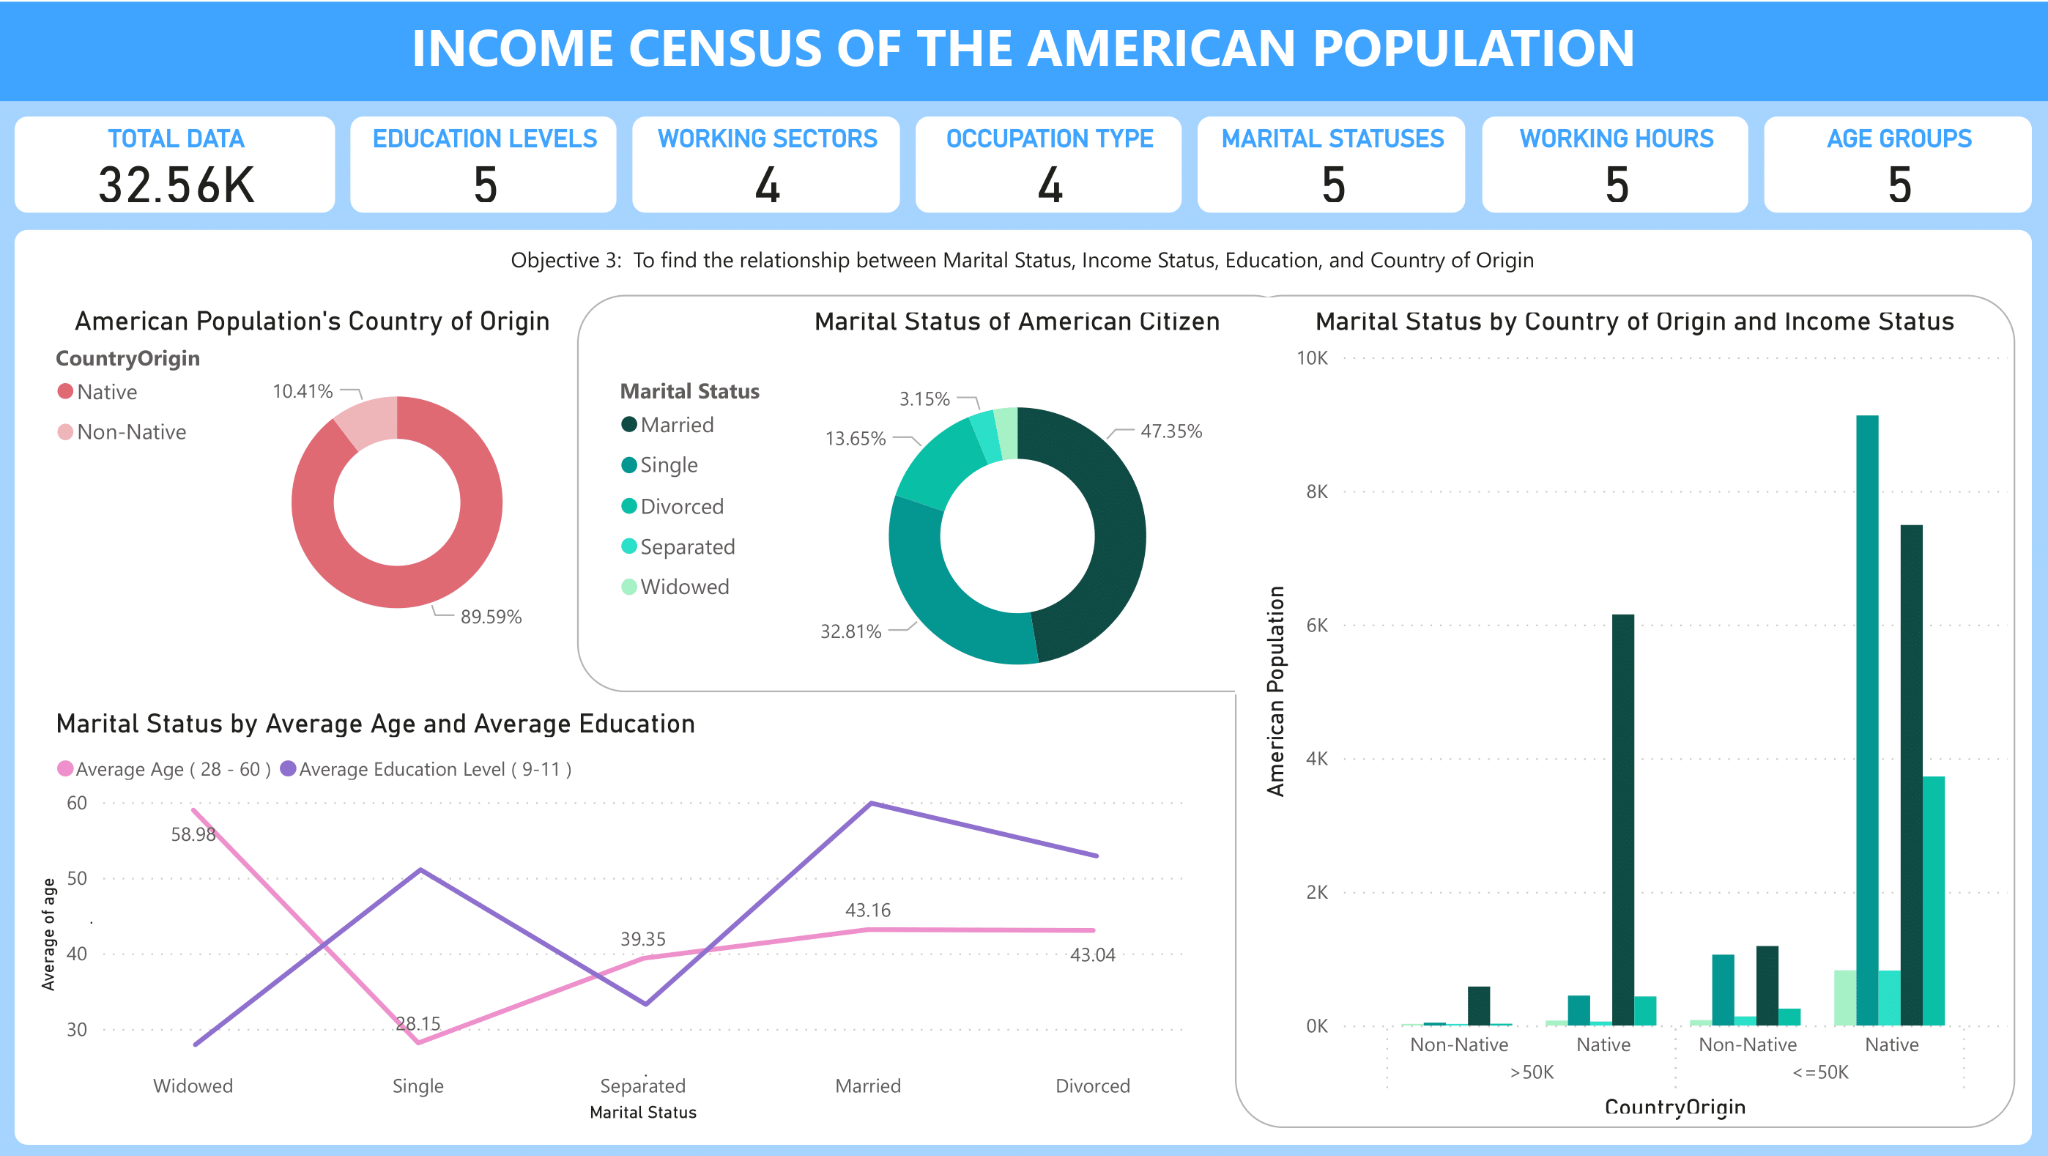 INCOME CENSUS OF THE AMERICAN POPULATION
TOTAL DATA
32.56K
EDUCATION LEVELS
5
WORKING SECTORS
4
OCCUPATION TYPE
4
MARITAL STATUSES
5
WORKING HOURS
5
AGE GROUPS
5
Objective 3: To find the relationship between Marital Status, Income Status, Education, and Country of Origin
American Population's Country of Origin
CountryOrigin
Native
Non-Native
10.41%
89.59%
Marital Status of American Citizen
Marital Status
Married
Single
Divorced
Separated
Widowed
3.15%
13.65%
47.35%
32.81%
Marital Status by Country of Origin and Income Status
American Population
10K
8K
6K
4K
2K
0K
Non-Native Native Non-Native Native
>50K <=50K
CountryOrigin
Marital Status by Average Age and Average Education
Average Age ( 28 - 60 ) Average Education Level ( 9-11 )
Average of age
60
50
40
30
58.98
28.15
39.35
43.16
43.04
Widowed Single Separated Married Divorced
Marital Status